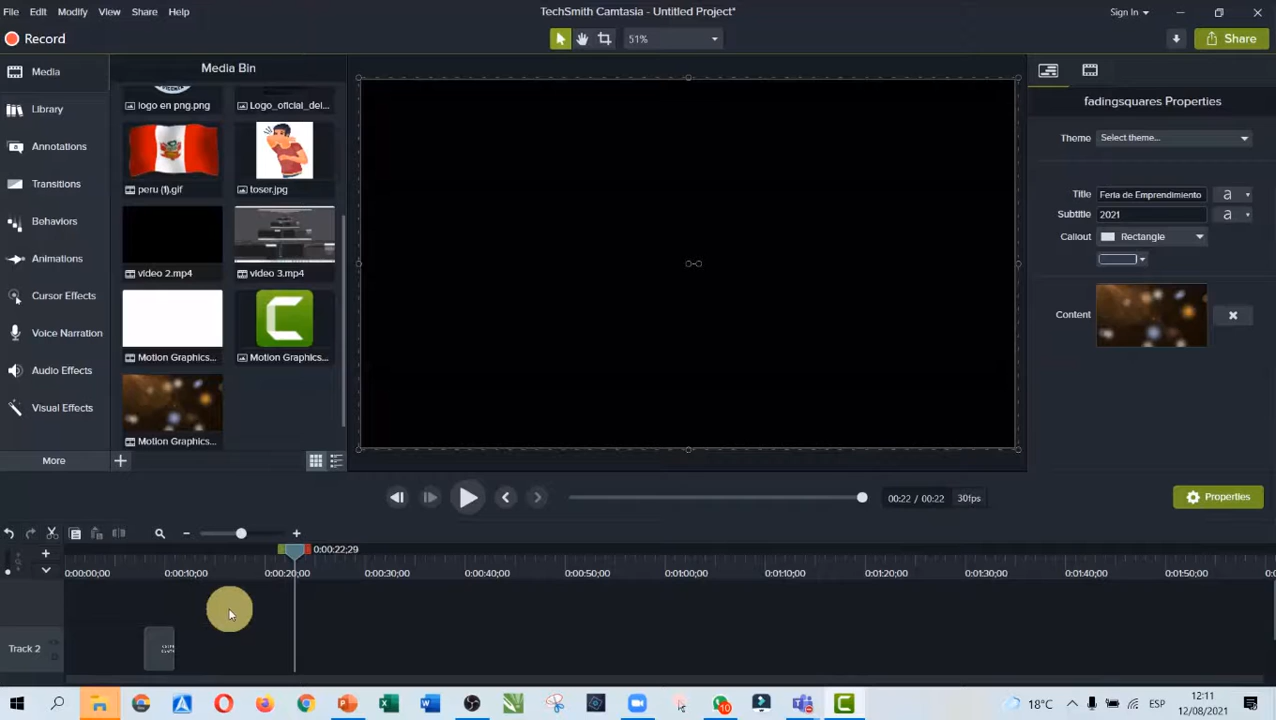 File Edit Modify View Share Help
TechSmith Camtasia - Untitled Project*
Sign In
Record
51%
Share
Media
Library
Annotations
Transitions
Behaviors
Animations
Cursor Effects
Voice Narration
Audio Effects
Visual Effects
More
Media Bin
logo en png.png
Logo_oficial_del...
peru (1).gif
toser.jpg
video 2.mp4
video 3.mp4
Motion Graphics...
Motion Graphics...
Motion Graphics...
fadingsquares Properties
Theme Select theme...
Title Feria de Emprendimiento a
Subtitle 2021 a
Callout Rectangle
Content
00:22 / 00:22 30fps
Properties
0:00:22;29
0:00:00;00 0:00:10;00 0:00:20;00 0:00:30;00 0:00:40;00 0:00:50;00 0:01:00;00 0:01:10;00 0:01:20;00 0:01:30;00 0:01:40;00 0:01:50;00
Track 2
10
18°C
ESP
12:11
12/08/2021